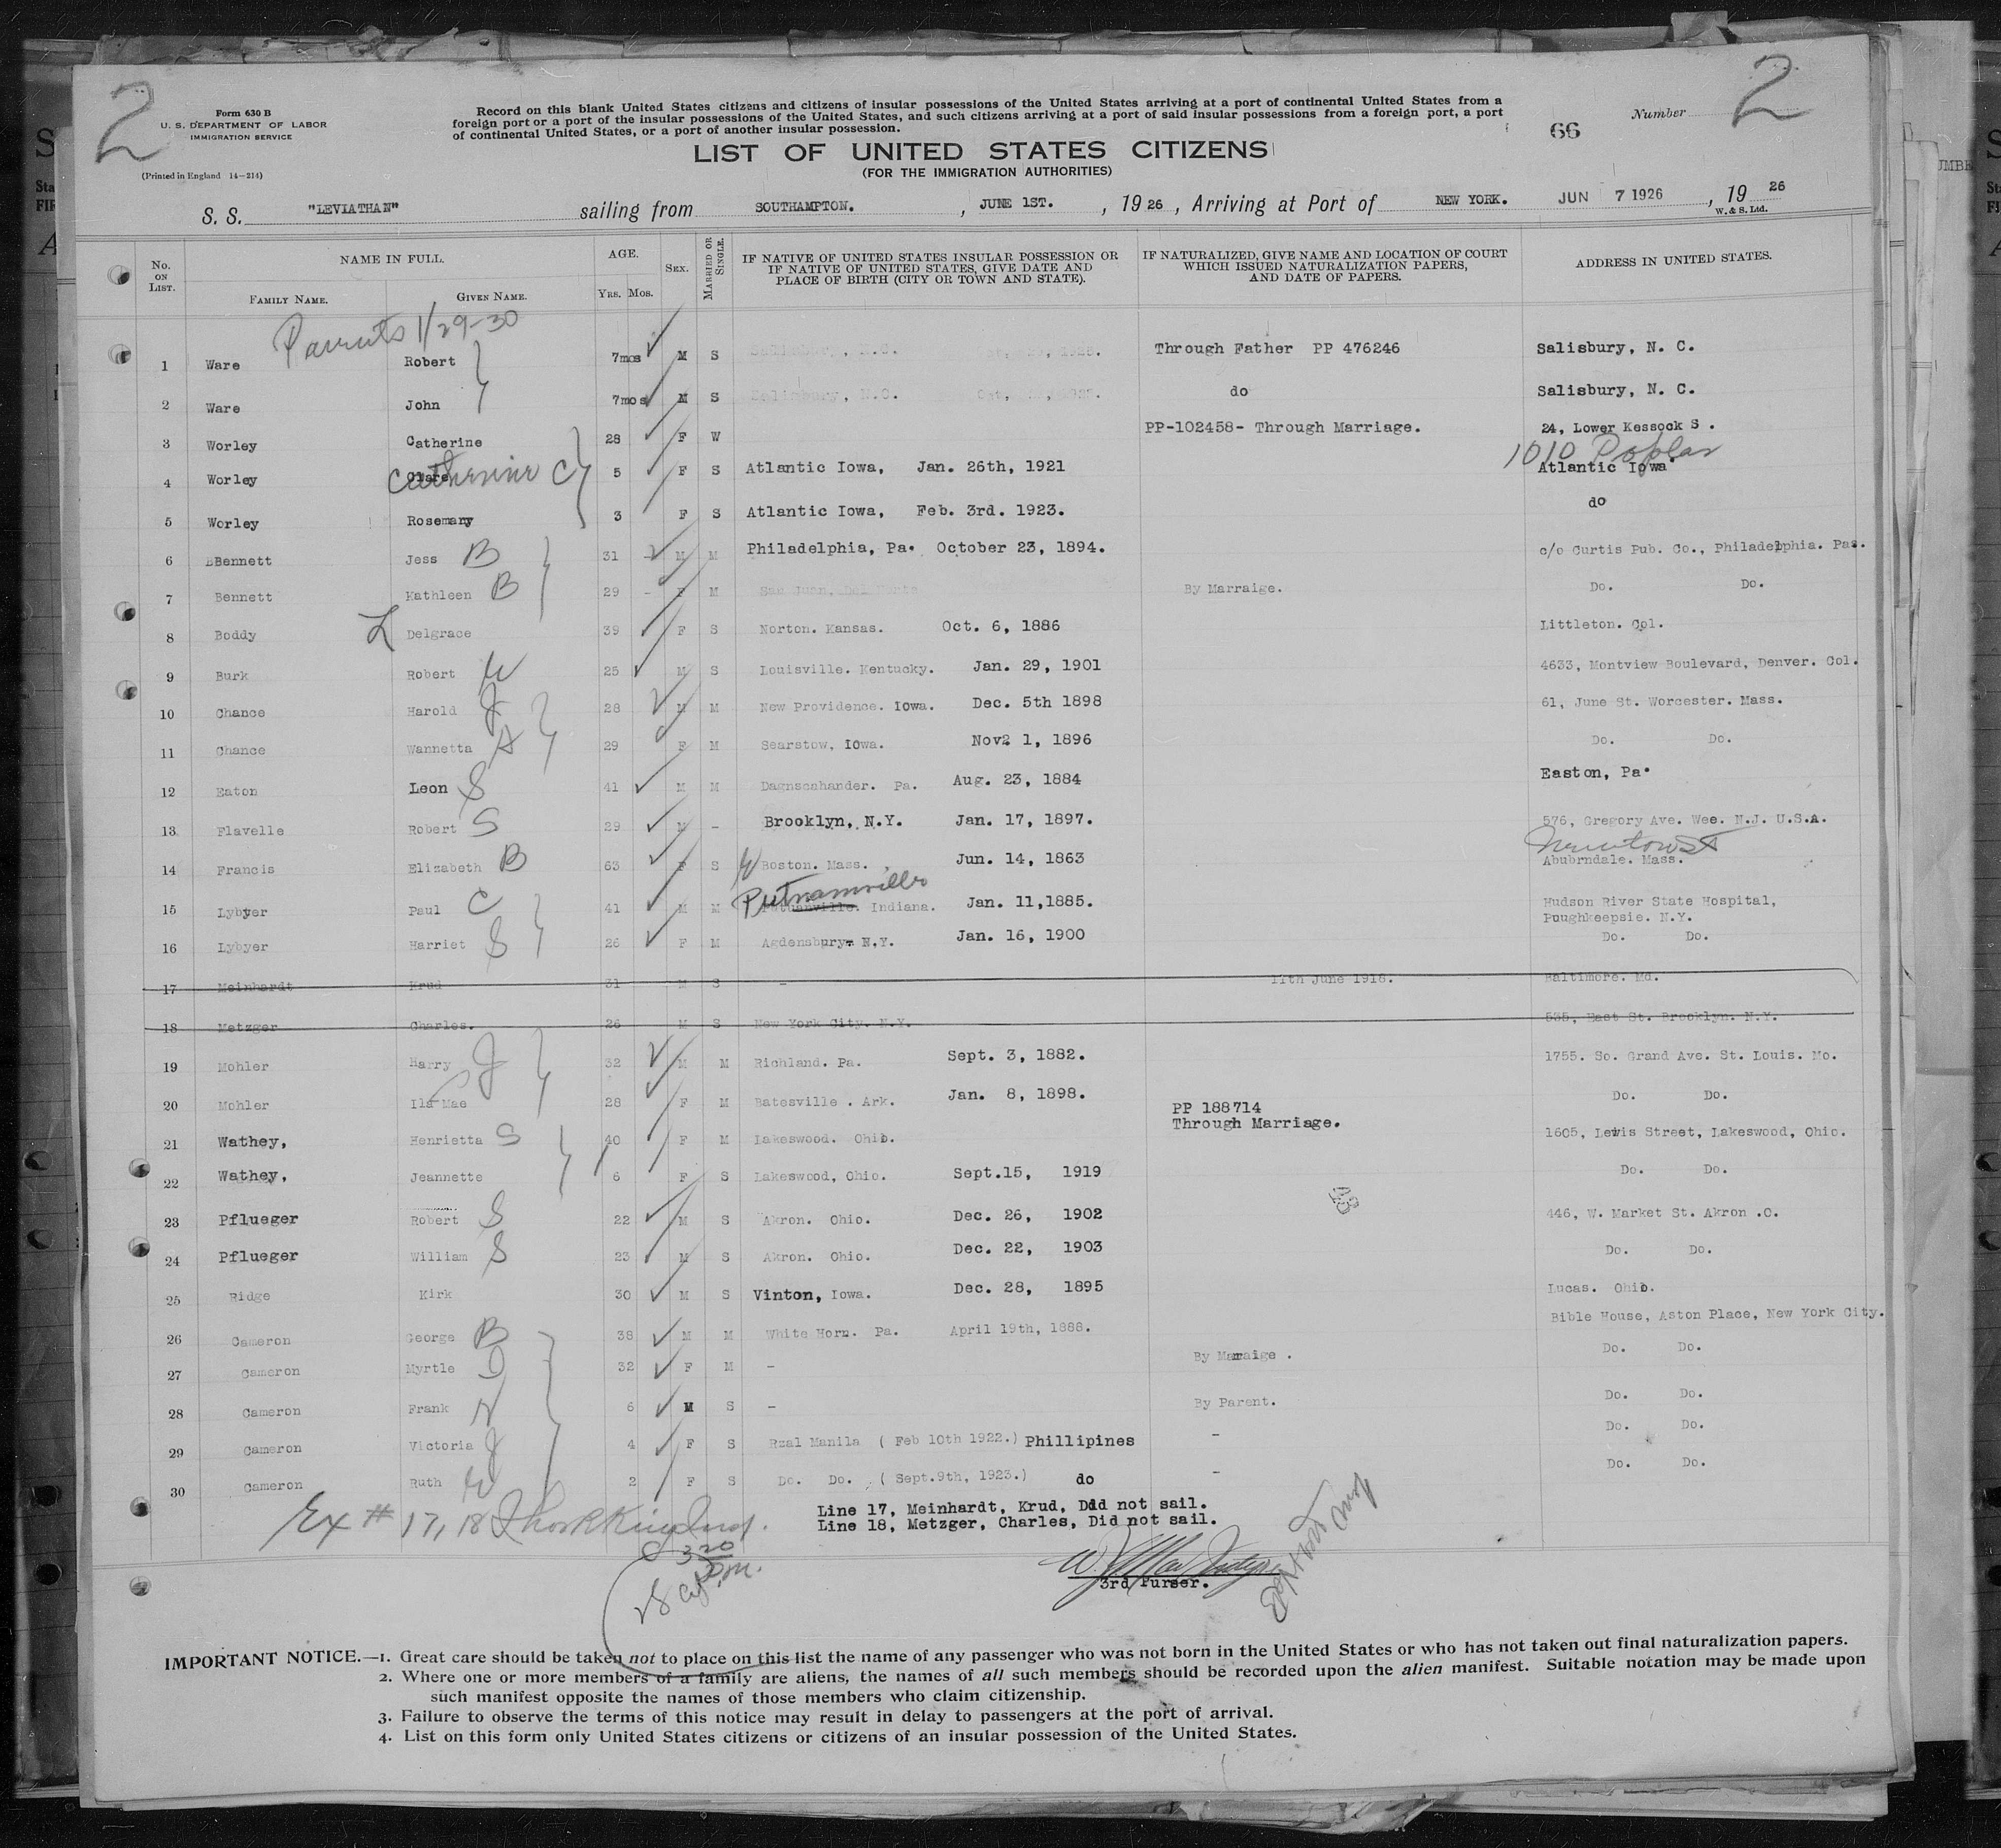 2
2
Form 630 B
U. S. DEPARTMENT OF LABOR
IMMIGRATION SERVICE
(Printed in England 14-214)
Record on this blank United States citizens and citizens of insular possessions of the United States arriving at a port of continental United States from a
foreign port or a port of the insular possessions of the United States, and such citizens arriving at a port of said insular possessions from a foreign port, a port
of continental United States, or a port of another insular possession.
66
Number
LIST OF UNITED STATES CITIZENS
(FOR THE IMMIGRATION AUTHORITIES)
S. S. "LEVIATHAN" sailing from SOUTHAMPTON. , JUNE 1ST. , 19 26 , Arriving at Port of NEW YORK. JUN 7 1926 , 19 26
W. & S. Ltd.
No. ON LIST. NAME IN FULL. AGE. SEX. MARRIED OR SINGLE. IF NATIVE OF UNITED STATES INSULAR POSSESSION OR IF NATIVE OF UNITED STATES, GIVE DATE AND PLACE OF BIRTH (CITY OR TOWN AND STATE). IF NATURALIZED, GIVE NAME AND LOCATION OF COURT WHICH ISSUED NATURALIZATION PAPERS, AND DATE OF PAPERS. ADDRESS IN UNITED STATES.
FAMILY NAME. GIVEN NAME. YRS. MOS.
Parents 1/29-30
1 Ware Robert 7mos M S Through Father PP 476246 Salisbury, N. C.
2 Ware John 7mos M S Salisbury, N.C. do Salisbury, N. C.
3 Worley Catherine 28 F W PP-102458- Through Marriage. 24, Lower Kessock S .
1010 Poplar
4 Worley Clare Catherine C 5 F S Atlantic Iowa, Jan. 26th, 1921 Atlantic Iowa
5 Worley Rosemary 3 F S Atlantic Iowa, Feb. 3rd. 1923. do
6 BBennett Jess B 31 M M Philadelphia, Pa. October 23, 1894. c/o Curtis Pub. Co., Philadelphia. Pa.
7 Bennett Kathleen B 29 - F M San Juan, By Marraige. Do. Do.
8 Boddy L Delgrace 39 F S Norton. Kansas. Oct. 6, 1886 Littleton. Col.
9 Burk Robert W 25 M S Louisville. Kentucky. Jan. 29, 1901 4633, Montview Boulevard, Denver. Col.
10 Chance Harold J 28 M M New Providence. Iowa. Dec. 5th 1898 61, June St. Worcester. Mass.
11 Chance Wannetta A 29 F M Searstow, Iowa. Nov2 1, 1896 Do. Do.
12 Eaton Leon S 41 M M Dagnscahander. Pa. Aug. 23, 1884 Easton, Pa.
13 Flavelle Robert S 29 M - Brooklyn, N.Y. Jan. 17, 1897. 576, Gregory Ave. Wee. N.J. U.S.A.
14 Francis Elizabeth B 63 F S W Boston. Mass. Jun. 14, 1863 Abubrndale. Mass.
Putnamville
15 Lybyer Paul C 41 M M Indiana. Jan. 11,1885. Hudson River State Hospital,
Poughkeepsie. N.Y.
16 Lybyer Harriet S 26 F M Agdensbury N.Y. Jan. 16, 1900 Do. Do.
17 Meinhardt Krud 31 M S - 11th June 1918. Baltimore. Md.
18 Metzger Charles. 26 M S New York City. N.Y. 535, East St. Brooklyn. N.Y.
19 Mohler Harry J 32 M M Richland. Pa. Sept. 3, 1882. 1755. So. Grand Ave. St. Louis. Mo.
20 Mohler Ila Mae 28 F M Batesville . Ark. Jan. 8, 1898. Do. Do.
PP 188714
21 Wathey, Henrietta S 40 F M Lakeswood. Ohio. Through Marriage. 1605, Lewis Street, Lakeswood, Ohio.
22 Wathey, Jeannette 6 F S Lakeswood, Ohio. Sept.15, 1919 Do. Do.
23 Pflueger Robert S 22 M S Akron. Ohio. Dec. 26, 1902 446, W. Market St. Akron .O.
24 Pflueger William S 23 M S Akron. Ohio. Dec. 22, 1903 Do. Do.
25 Ridge Kirk 30 M S Vinton, Iowa. Dec. 28, 1895 Lucas. Ohio.
26 Cameron George B 38 M M White Horn. Pa. April 19th, 1888. Bible House, Aston Place, New York City.
27 Cameron Myrtle D 32 F M - By Maraige . Do. Do.
28 Cameron Frank N 6 M S - By Parent. Do. Do.
29 Cameron Victoria J 4 F S Rzal Manila ( Feb 10th 1922.) Phillipines - Do. Do.
30 Cameron Ruth W 2 F S Do. Do. ( Sept.9th, 1923.) do - Do. Do.
Ex # 17, 18
Line 17, Meinhardt, Krud, Did not sail.
Line 18, Metzger, Charles, Did not sail.
3 20 P.M.
28
3rd Purser.
IMPORTANT NOTICE.—1. Great care should be taken not to place on this list the name of any passenger who was not born in the United States or who has not taken out final naturalization papers.
2. Where one or more members of a family are aliens, the names of all such members should be recorded upon the alien manifest. Suitable notation may be made upon
such manifest opposite the names of those members who claim citizenship.
3. Failure to observe the terms of this notice may result in delay to passengers at the port of arrival.
4. List on this form only United States citizens or citizens of an insular possession of the United States.